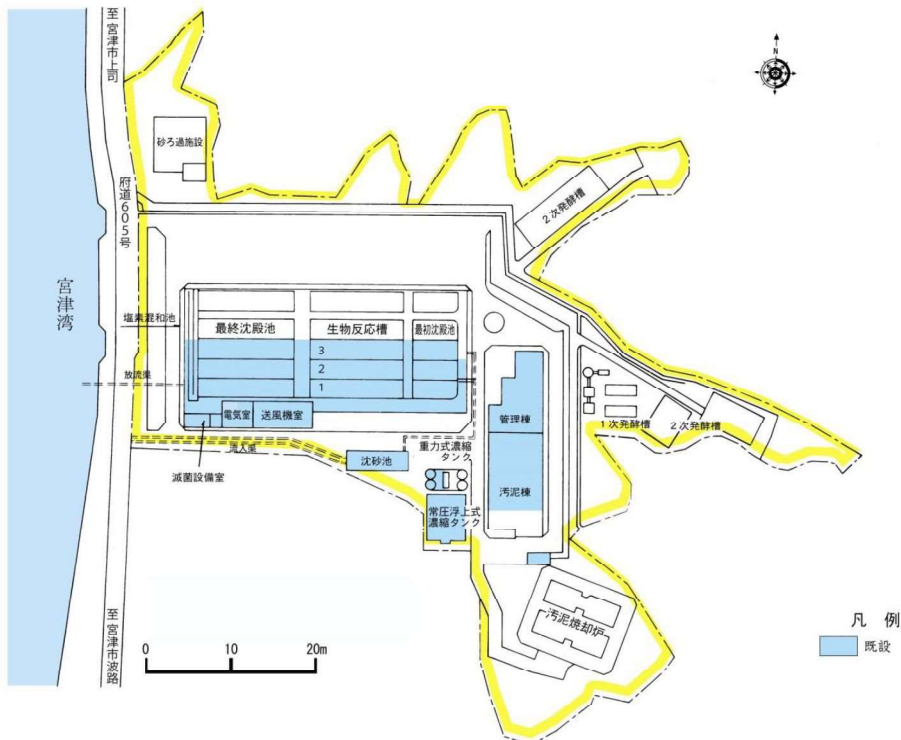 至宮津市上司
N
砂ろ過施設
府道605号
2次発酵槽
宮津湾
塩素混和池
最終沈殿池
生物反応槽
最初沈殿池
3
2
1
放流渠
電気室
送風機室
管理棟
1次発酵槽
2次発酵槽
流入渠
重力式濃縮
タンク
沈砂池
滅菌設備室
汚泥棟
常圧浮上式
濃縮タンク
汚泥焼却炉
至宮津市波路
0 10 20m
凡 例
既設